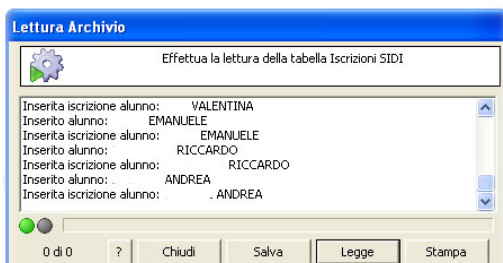 Lettura Archivio
Effettua la lettura della tabella Iscrizioni SIDI
Inserita iscrizione alunno: VALENTINA
Inserito alunno: EMANUELE
Inserita iscrizione alunno: EMANUELE
Inserito alunno: RICCARDO
Inserita iscrizione alunno: RICCARDO
Inserito alunno: ANDREA
Inserita iscrizione alunno: ANDREA
0 di 0 ? Chiudi Salva Legge Stampa